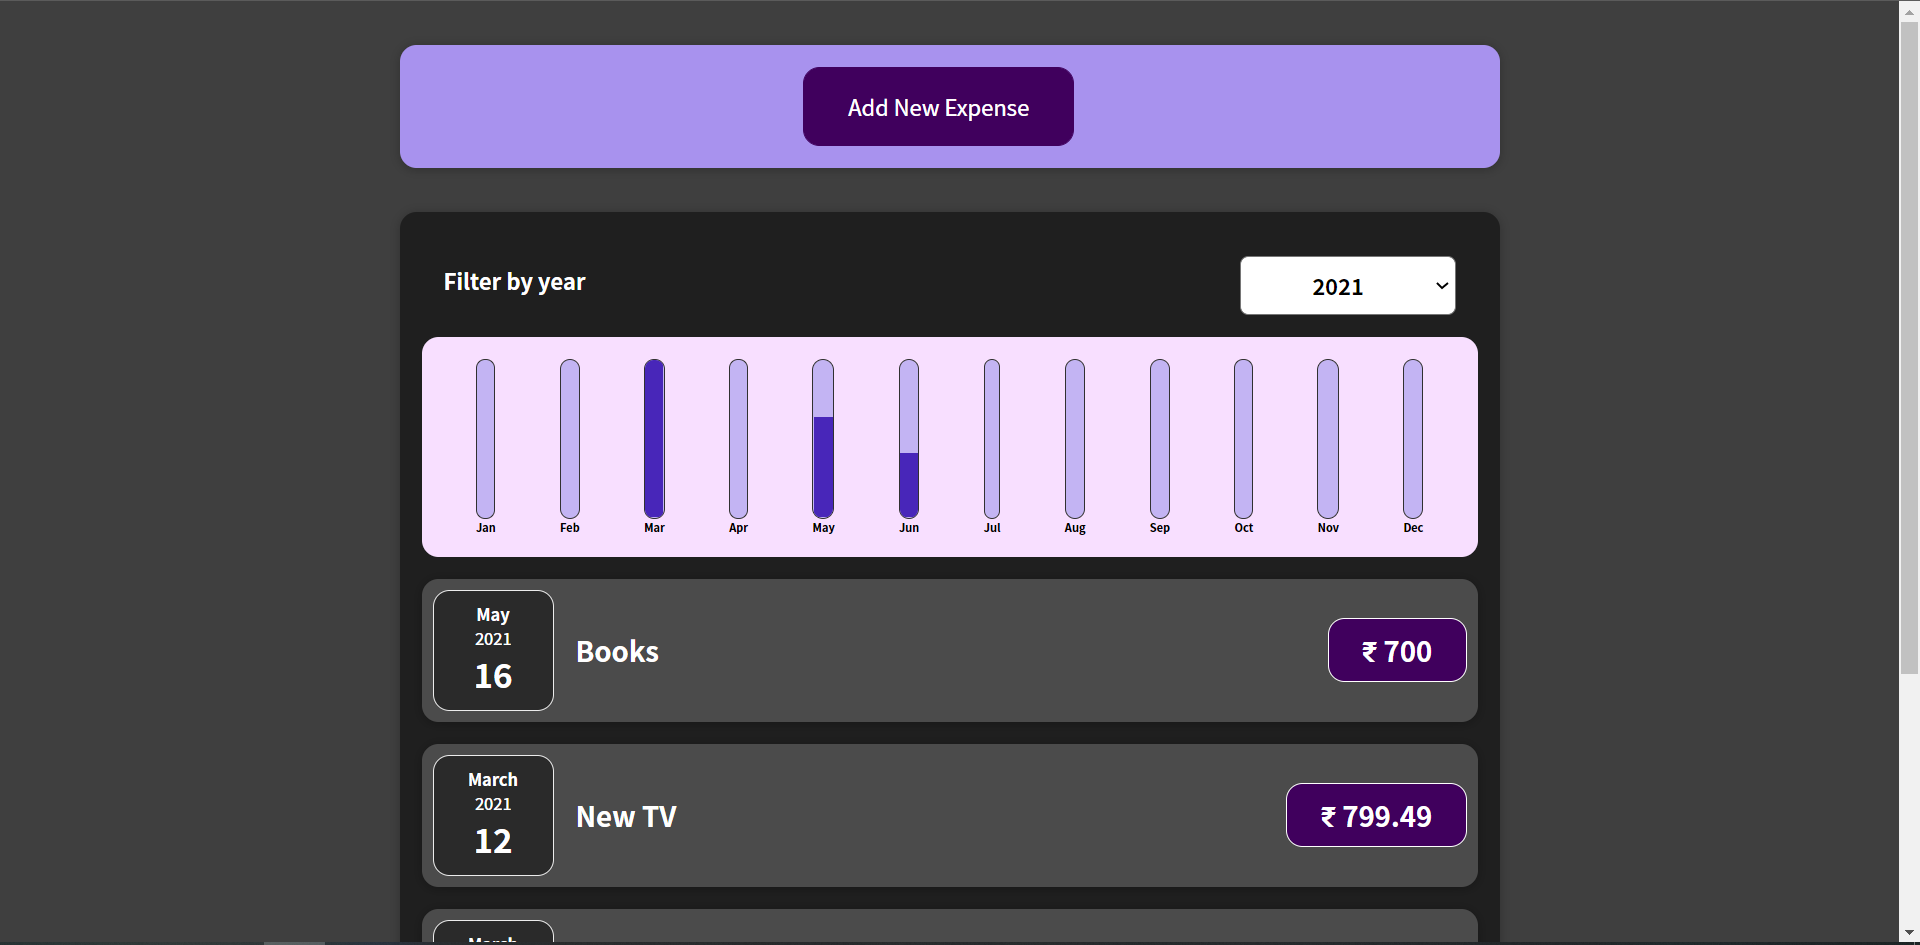 Add New Expense
Filter by year
2021
Jan Feb Mar Apr May Jun Jul Aug Sep Oct Nov Dec
May
2021
16
Books
₹ 700
March
2021
12
New TV
₹ 799.49
March